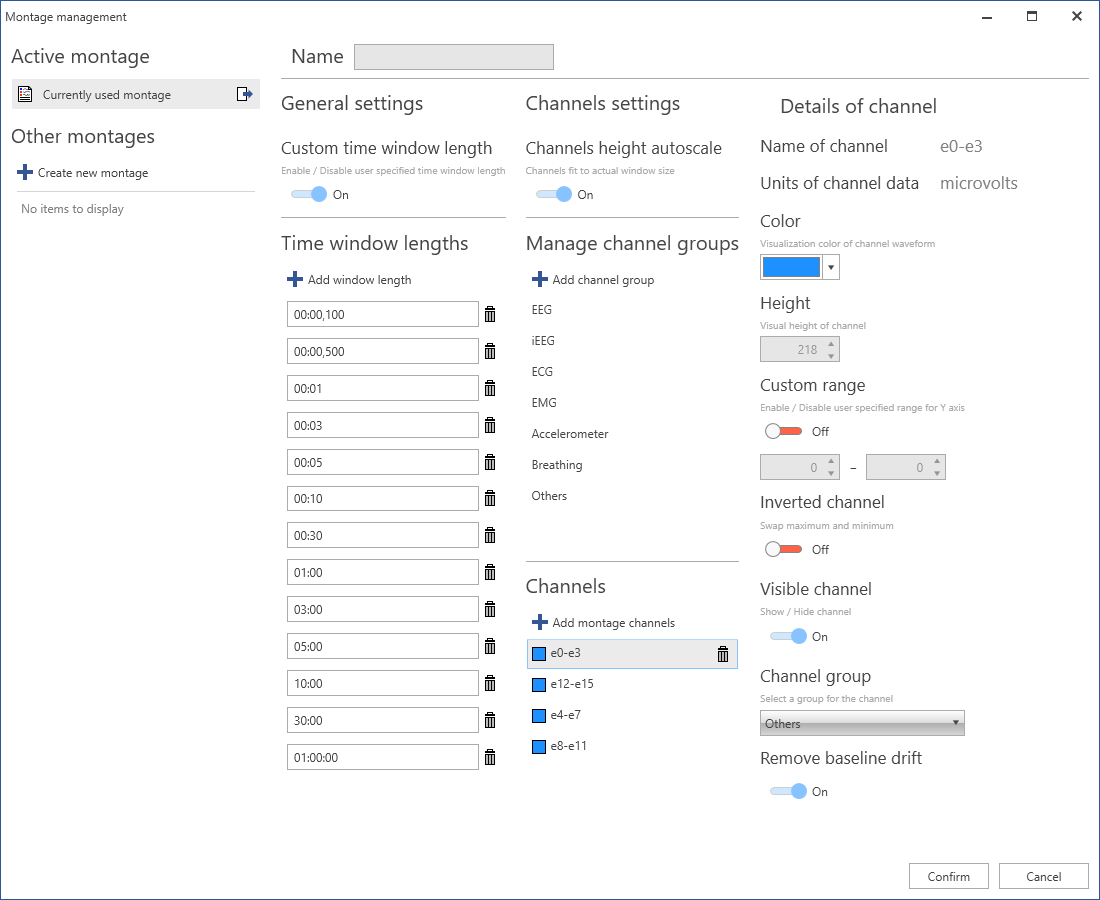 Montage management
Active montage
Currently used montage
Other montages
Create new montage
No items to display
Name
General settings
Custom time window length
Enable / Disable user specified time window length
On
Time window lengths
Add window length
00:00,100
00:00,500
00:01
00:03
00:05
00:10
00:30
01:00
03:00
05:00
10:00
30:00
01:00:00
Channels settings
Channels height autoscale
Channels fit to actual window size
On
Manage channel groups
Add channel group
EEG
iEEG
ECG
EMG
Accelerometer
Breathing
Others
Channels
Add montage channels
e0-e3
e12-e15
e4-e7
e8-e11
Details of channel
Name of channel e0-e3
Units of channel data microvolts
Color
Visualization color of channel waveform
Height
Visual height of channel
218
Custom range
Enable / Disable user specified range for Y axis
Off
0 – 0
Inverted channel
Swap maximum and minimum
Off
Visible channel
Show / Hide channel
On
Channel group
Select a group for the channel
Others
Remove baseline drift
On
Confirm Cancel